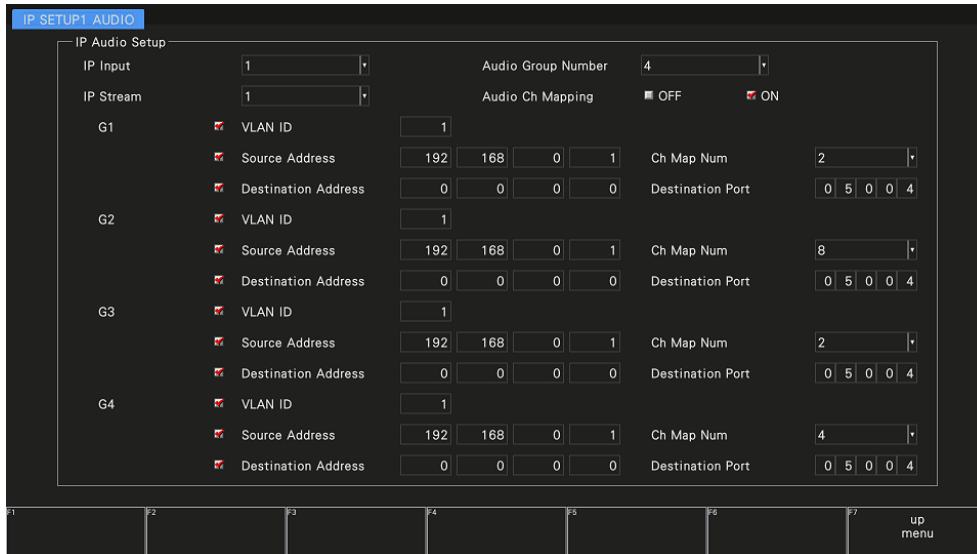 IP SETUP1 AUDIO
IP Audio Setup
IP Input 1 Audio Group Number 4
IP Stream 1 Audio Ch Mapping OFF ON
G1 VLAN ID 1
Source Address 192 168 0 1 Ch Map Num 2
Destination Address 0 0 0 0 Destination Port 0 5 0 0 4
G2 VLAN ID 1
Source Address 192 168 0 1 Ch Map Num 8
Destination Address 0 0 0 0 Destination Port 0 5 0 0 4
G3 VLAN ID 1
Source Address 192 168 0 1 Ch Map Num 2
Destination Address 0 0 0 0 Destination Port 0 5 0 0 4
G4 VLAN ID 1
Source Address 192 168 0 1 Ch Map Num 4
Destination Address 0 0 0 0 Destination Port 0 5 0 0 4
F1 F2 F3 F4 F5 F6 F7
up
menu